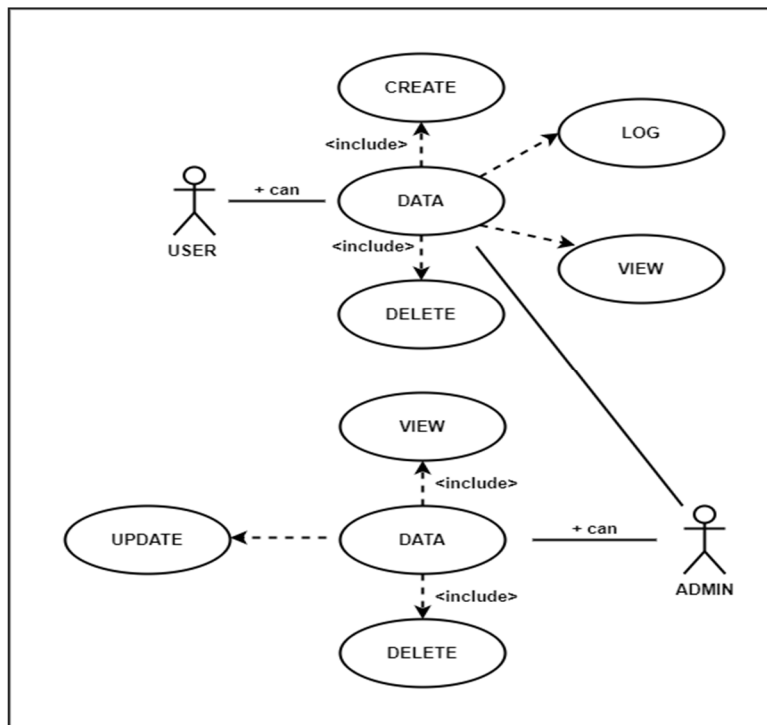 CREATE
<include>
LOG
+ can
DATA
USER
<include>
VIEW
DELETE
VIEW
<include>
UPDATE
DATA
+ can
ADMIN
<include>
DELETE